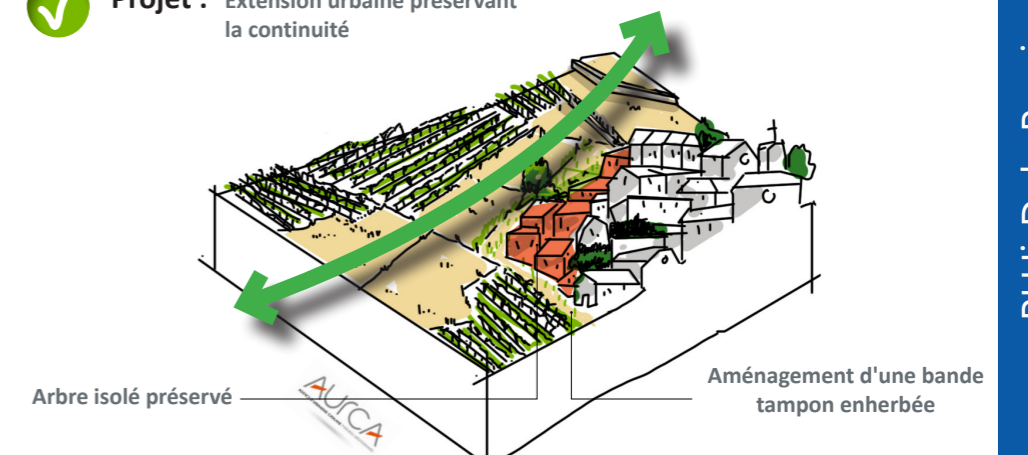 Projet : Extension urbaine préservant
la continuité
Arbre isolé préservé
AURCA
Aménagement d'une bande
tampon enherbée